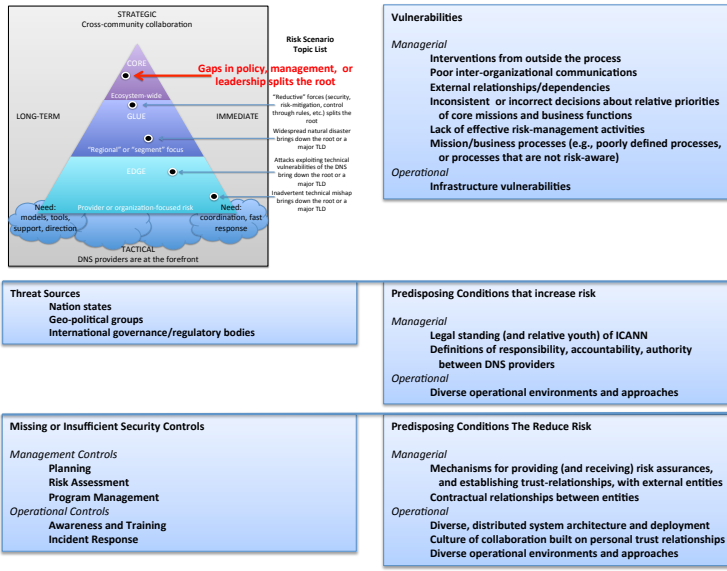 STRATEGIC
Cross-community collaboration
Risk Scenario
Topic List
CORE
Gaps in policy, management, or
leadership splits the root
Ecosystem-wide
"Reductive" forces (security,
risk-mitigation, control
through rules, etc.) splits the
root
LONG-TERM
GLUE
IMMEDIATE
Widespread natural disaster
brings down the root or a
major TLD
"Regional" or "segment" focus
Attacks exploiting technical
vulnerabilities of the DNS
bring down the root or a
major TLD
EDGE
Inadvertent technical mishap
brings down the root or a
major TLD
Provider or organization-focused risk
Need:
models, tools,
support, direction
Need:
coordination, fast
response
TACTICAL
DNS providers are at the forefront
Vulnerabilities
Managerial
Interventions from outside the process
Poor inter-organizational communications
External relationships/dependencies
Inconsistent or incorrect decisions about relative priorities
of core missions and business functions
Lack of effective risk-management activities
Mission/business processes (e.g., poorly defined processes,
or processes that are not risk-aware)
Operational
Infrastructure vulnerabilities
Threat Sources
Nation states
Geo-political groups
International governance/regulatory bodies
Predisposing Conditions that increase risk
Managerial
Legal standing (and relative youth) of ICANN
Definitions of responsibility, accountability, authority
between DNS providers
Operational
Diverse operational environments and approaches
Missing or Insufficient Security Controls
Management Controls
Planning
Risk Assessment
Program Management
Operational Controls
Awareness and Training
Incident Response
Predisposing Conditions The Reduce Risk
Managerial
Mechanisms for providing (and receiving) risk assurances,
and establishing trust-relationships, with external entities
Contractual relationships between entities
Operational
Diverse, distributed system architecture and deployment
Culture of collaboration built on personal trust relationships
Diverse operational environments and approaches